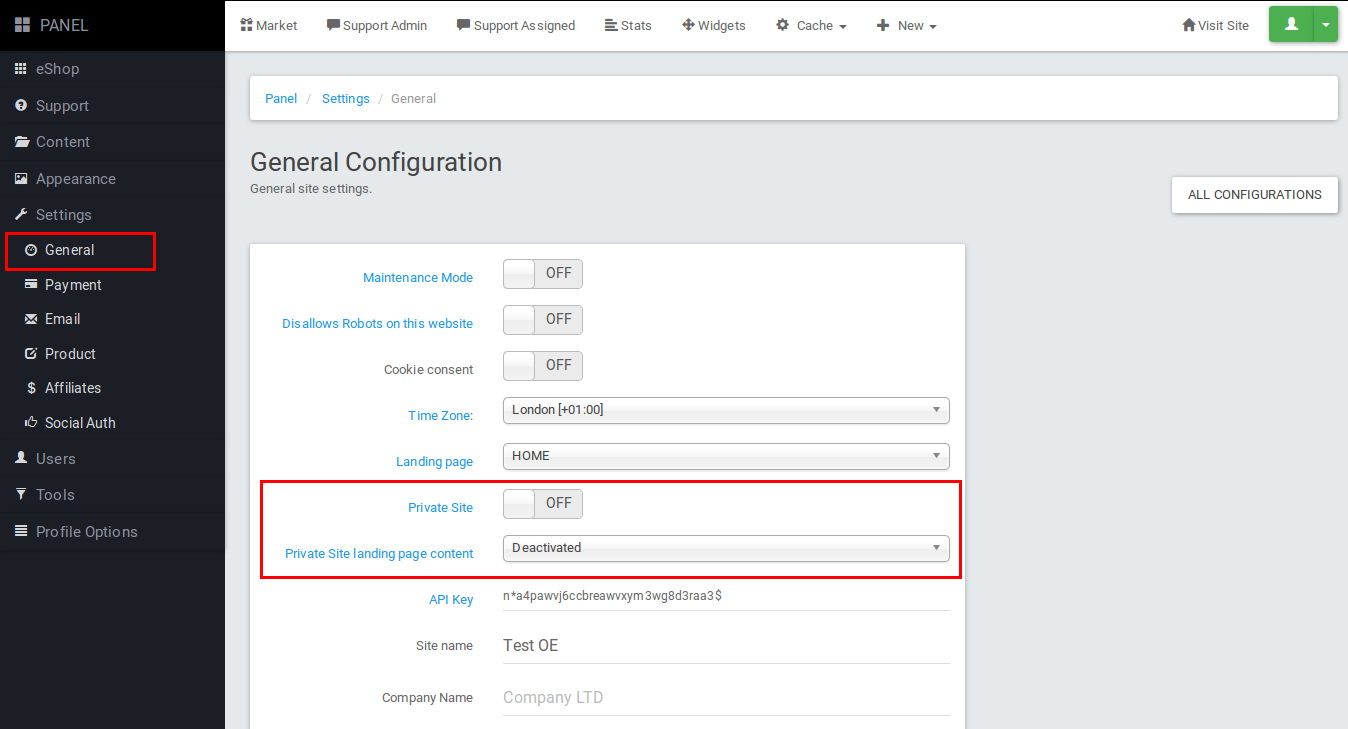 PANEL
Market Support Admin Support Assigned Stats Widgets Cache New Visit Site
eShop
Support
Content
Appearance
Settings
General
Payment
Email
Product
$ Affiliates
Social Auth
Users
Tools
Profile Options
Panel / Settings / General
General Configuration
General site settings.
ALL CONFIGURATIONS
Maintenance Mode OFF
Disallows Robots on this website OFF
Cookie consent OFF
Time Zone: London [+01:00]
Landing page HOME
Private Site OFF
Private Site landing page content Deactivated
API Key n*a4pawvj6ccbreawvxym3wg8d3raa3$
Site name Test OE
Company Name Company LTD